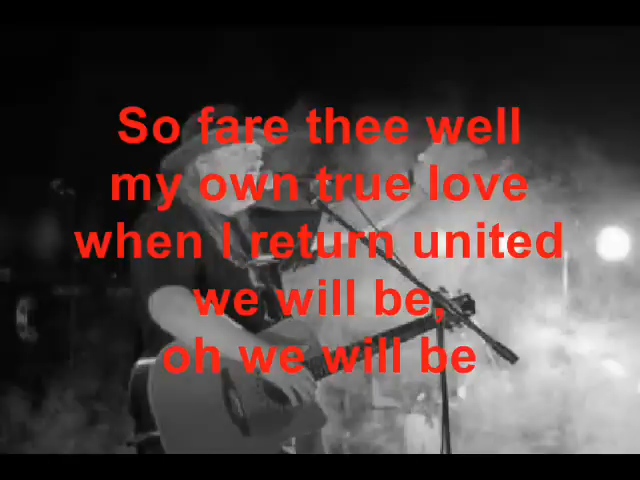 So fare thee well
my own true love
when I return united
we will be,
oh we will be